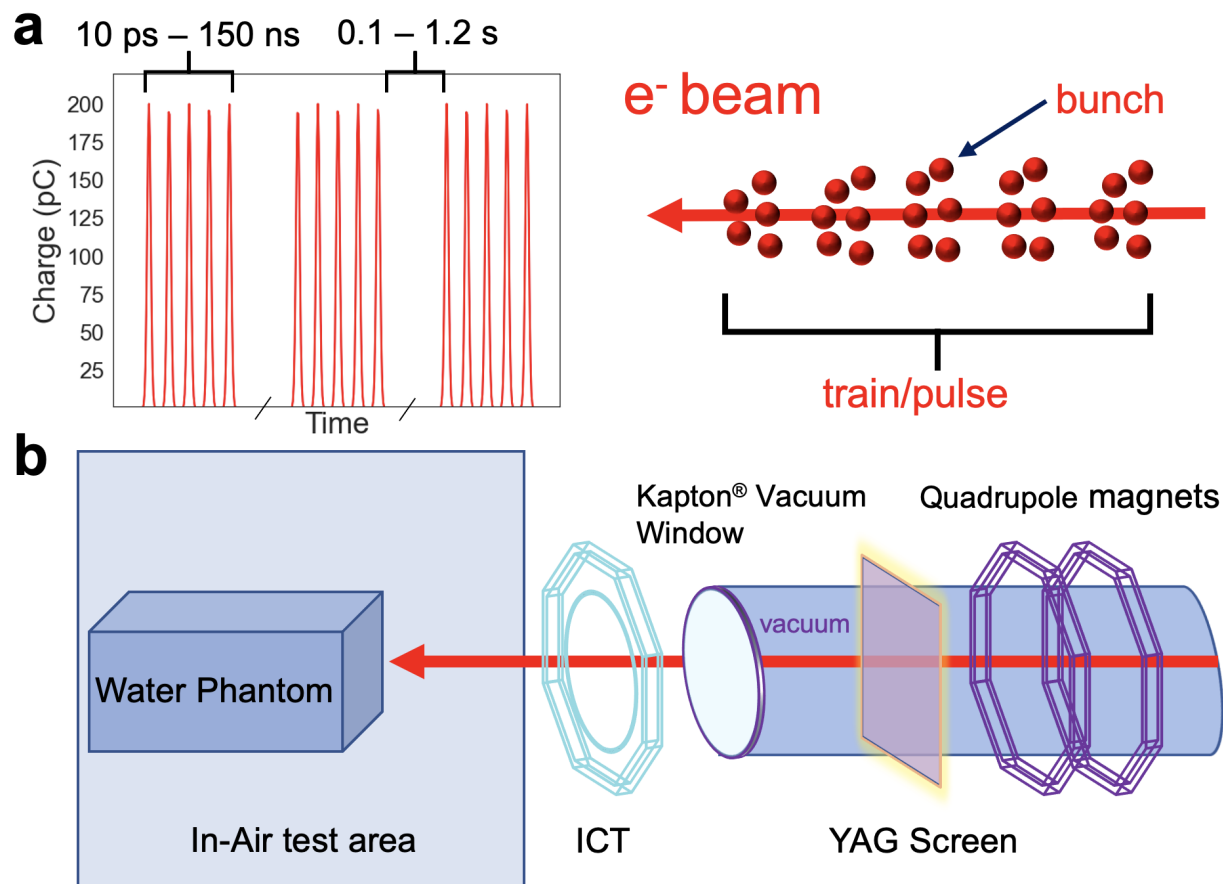 a
10 ps – 150 ns
0.1 – 1.2 s
200
175
150
125
100
75
50
25
Charge (pC)
Time
e- beam
bunch
train/pulse
b
Kapton® Vacuum
Window
Quadrupole magnets
vacuum
Water Phantom
In-Air test area
ICT
YAG Screen